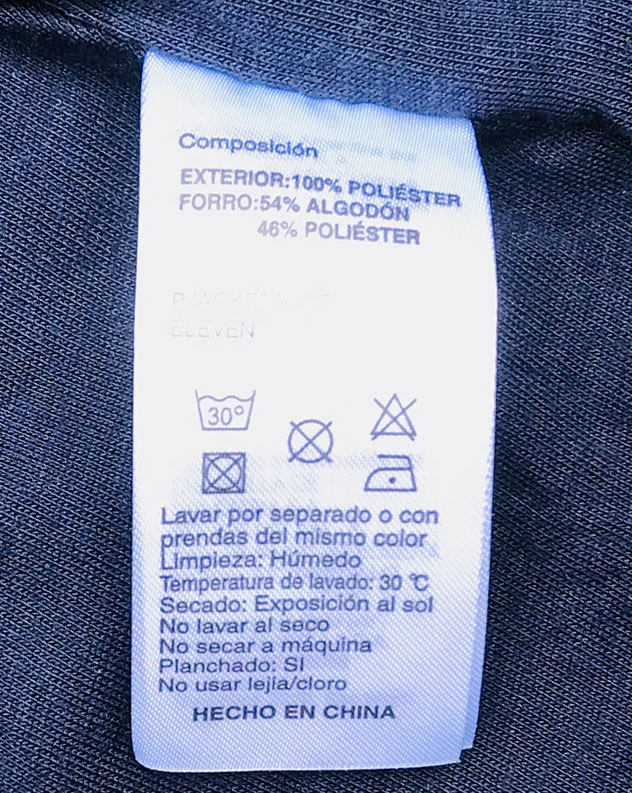 Composición
EXTERIOR:100% POLIÉSTER
FORRO:54% ALGODÓN
46% POLIÉSTER
ELEVEN
30°
Lavar por separado o con
prendas del mismo color
Limpieza: Húmedo
Temperatura de lavado: 30 °C
Secado: Exposición al sol
No lavar al seco
No secar a máquina
Planchado: SI
No usar lejia/cloro
HECHO EN CHINA